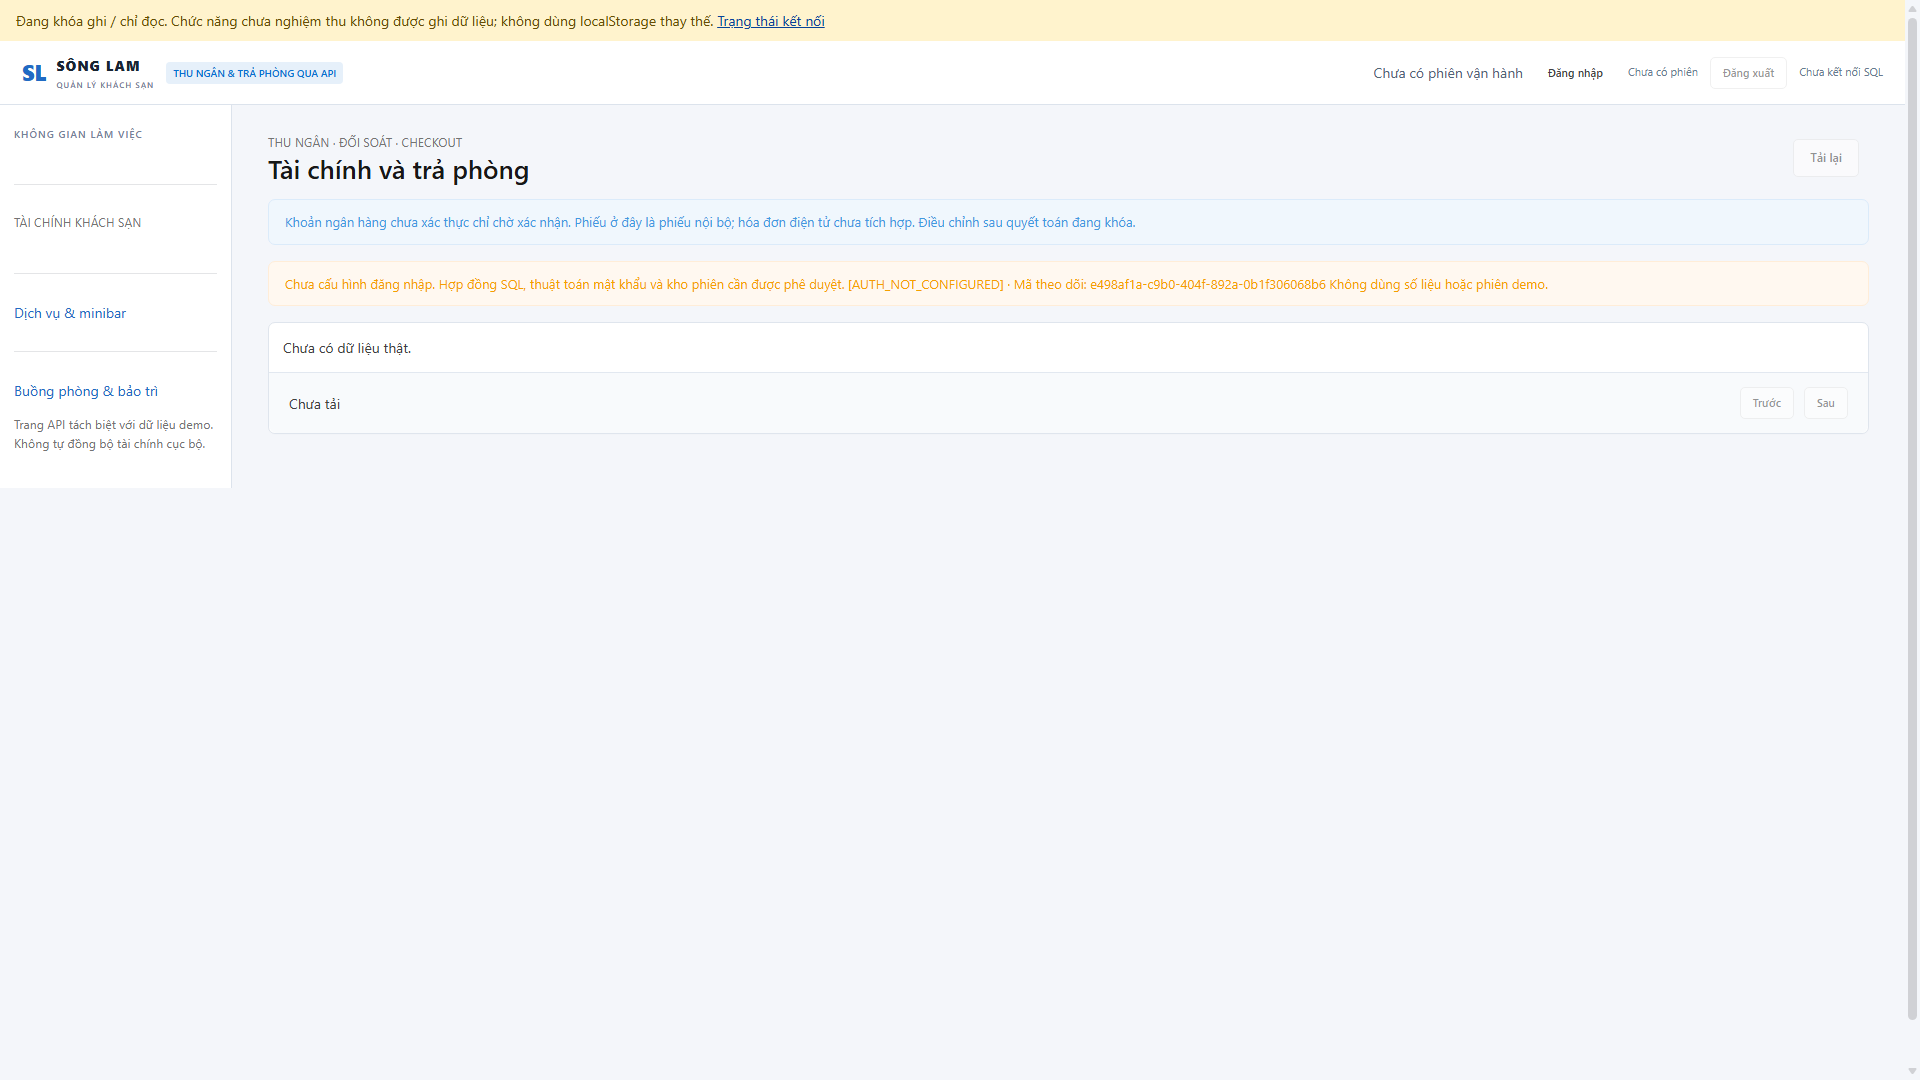 Đang khóa ghi / chỉ đọc. Chức năng chưa nghiệm thu không được ghi dữ liệu; không dùng localStorage thay thế. Trạng thái kết nối
SL
SÔNG LAM
QUẢN LÝ KHÁCH SẠN
THU NGÂN & TRẢ PHÒNG QUA API
Chưa có phiên vận hành
Đăng nhập
Chưa có phiên
Đăng xuất
Chưa kết nối SQL
KHÔNG GIAN LÀM VIỆC
TÀI CHÍNH KHÁCH SẠN
Dịch vụ & minibar
Buồng phòng & bảo trì
Trang API tách biệt với dữ liệu demo.
Không tự đồng bộ tài chính cục bộ.
THU NGÂN · ĐỐI SOÁT · CHECKOUT
Tài chính và trả phòng
Tải lại
Khoản ngân hàng chưa xác thực chỉ chờ xác nhận. Phiếu ở đây là phiếu nội bộ; hóa đơn điện tử chưa tích hợp. Điều chỉnh sau quyết toán đang khóa.
Chưa cấu hình đăng nhập. Hợp đồng SQL, thuật toán mật khẩu và kho phiên cần được phê duyệt. [AUTH_NOT_CONFIGURED] · Mã theo dõi: e498af1a-c9b0-404f-892a-0b1f306068b6 Không dùng số liệu hoặc phiên demo.
Chưa có dữ liệu thật.
Chưa tải
Trước
Sau